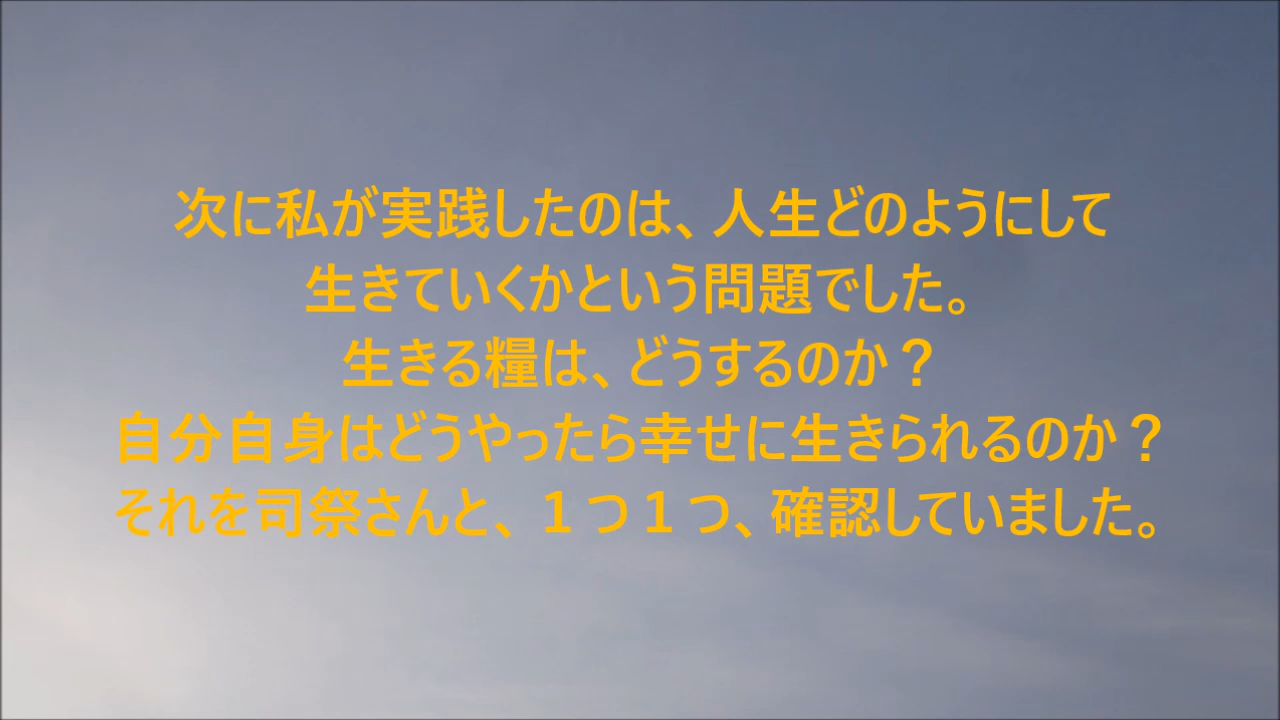 次に私が実践したのは、人生どのようにして
生きていくかという問題でした。
生きる糧は、どうするのか？
自分自身はどうやったら幸せに生きられるのか？
それを司祭さんと、１つ１つ、確認していました。